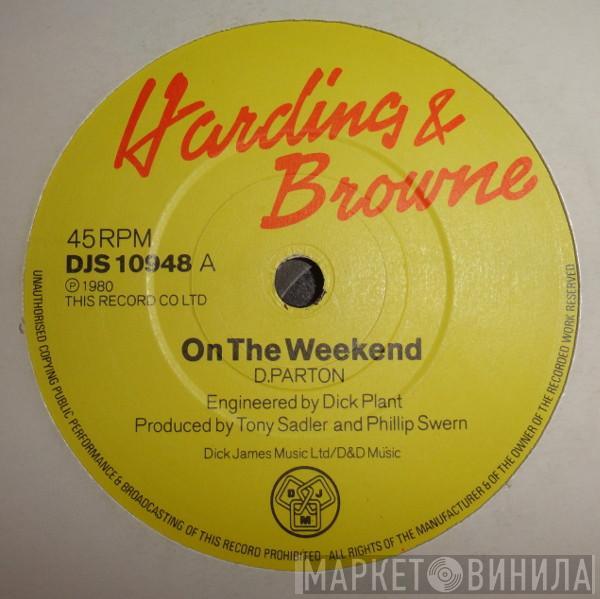 Harding &
Browne
45 RPM
DJS 10948 A
Ⓟ 1980
THIS RECORD CO LTD
On The Weekend
D.PARTON
Engineered by Dick Plant
Produced by Tony Sadler and Phillip Swern
Dick James Music Ltd/D&D Music
D J
M
UNAUTHORISED COPYING PUBLIC PERFORMANCE & BROADCASTING OF THIS RECORD PROHIBITED · ALL RIGHTS OF THE MANUFACTURER & OF THE OWNER OF THE RECORDED WORK RESERVED
МАРКЕТ ВИНИЛА